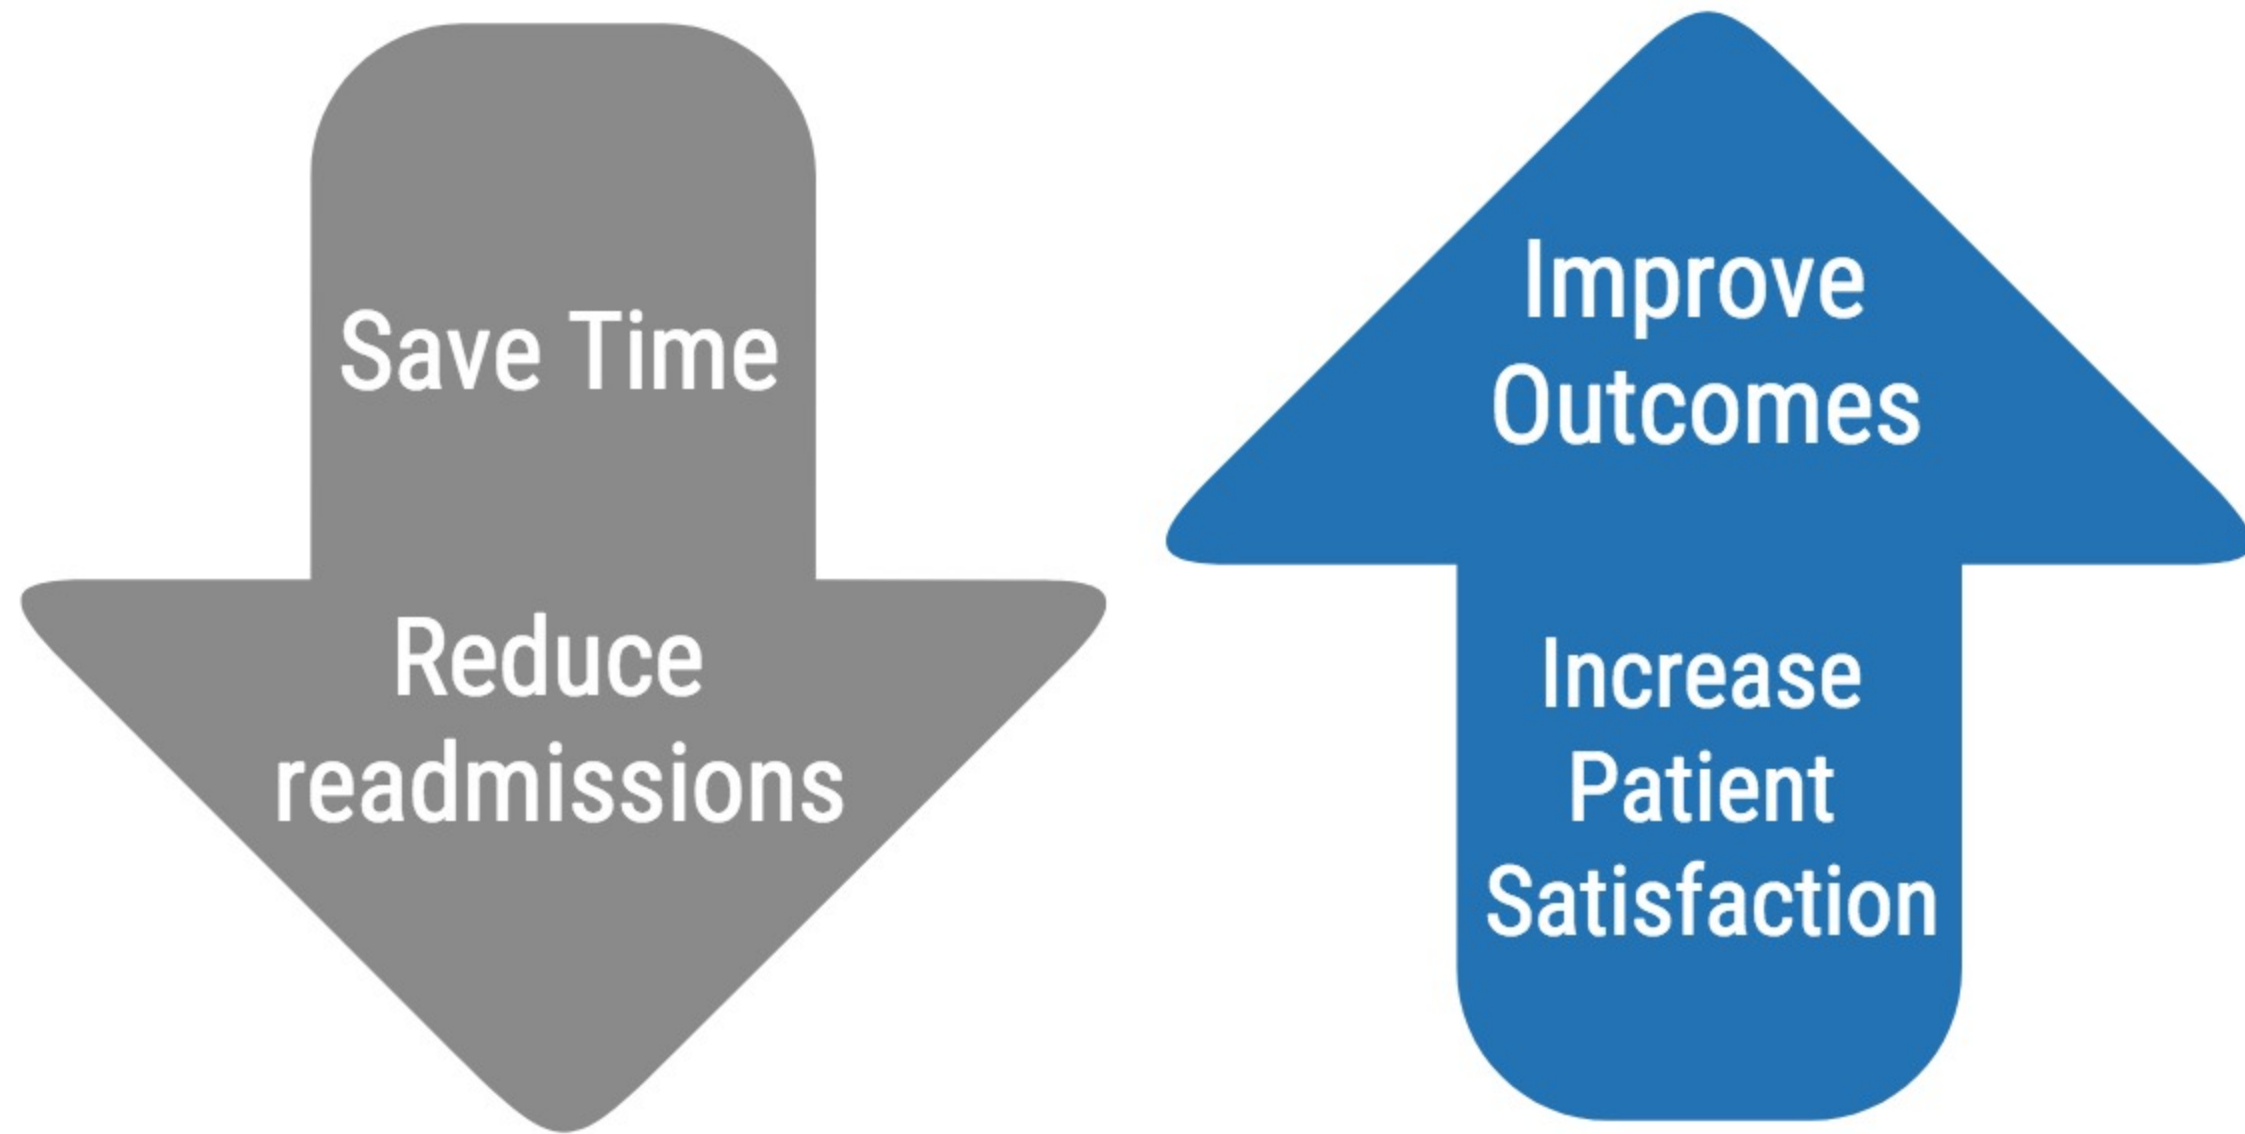 Save Time
Reduce
readmissions
Improve
Outcomes
Increase
Patient
Satisfaction